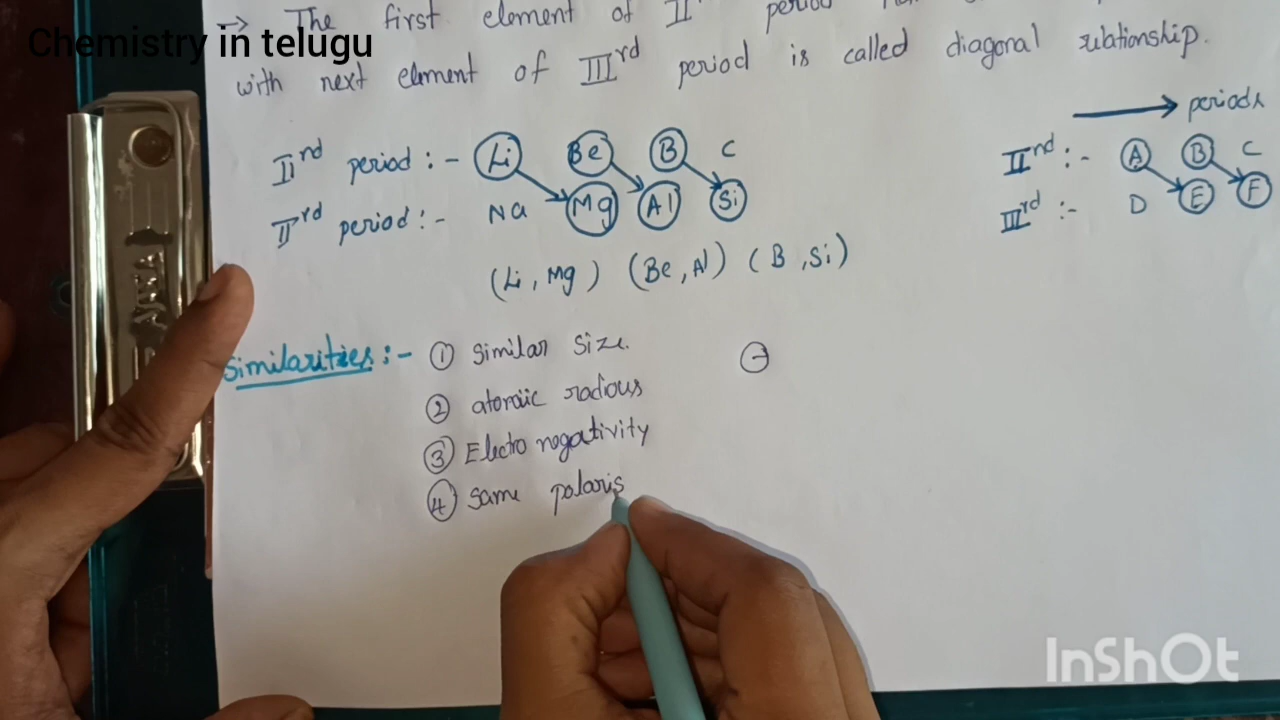 → The first element of II period
Chemistry in telugu
with next element of IIIrd period is called diagonal relationship.
→ periods
IInd period :- Li Be B C
IInd :- A B C
IIrd period :- Na Mg Al Si
IIIrd :- D E F
(Li, Mg) (Be, Al) (B, Si)
Similarities :- ① Similar Size.
② atomic radious
③ Electro negativity
④ Same polaris
InShOt